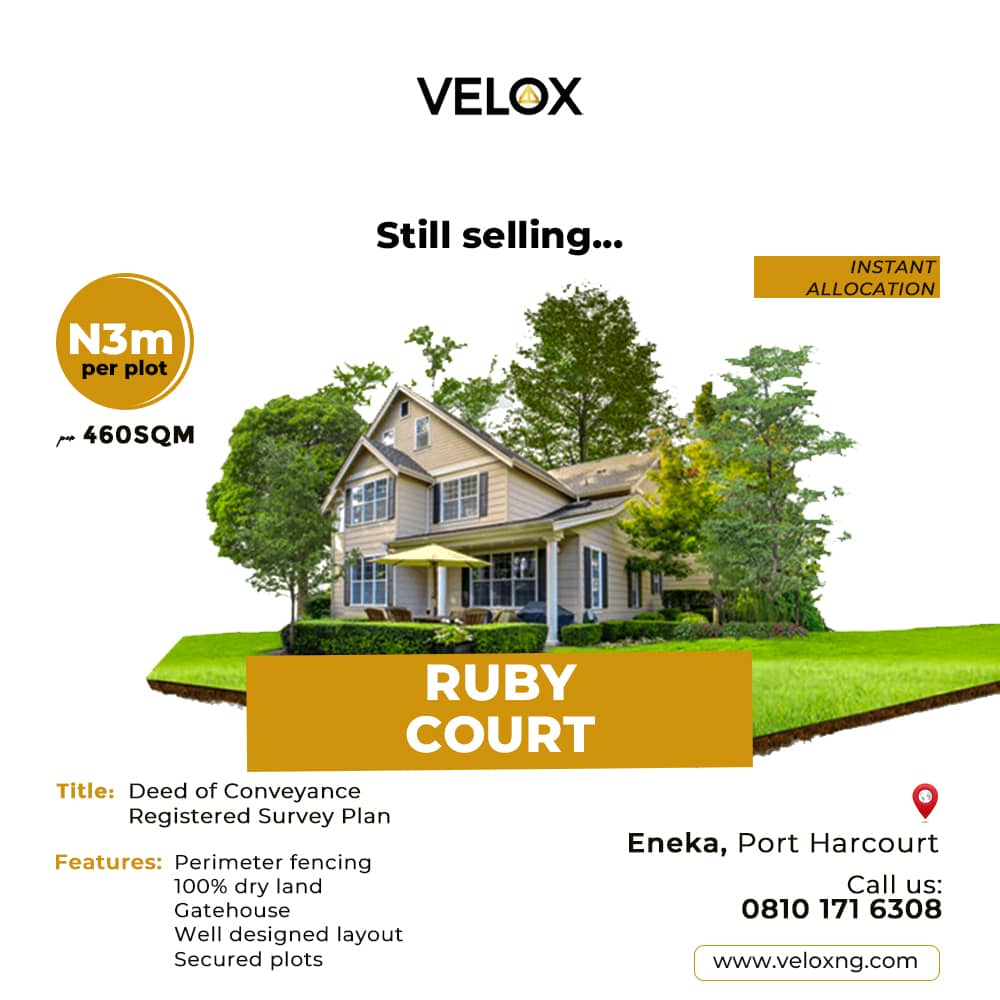 VELOX
Still selling...
INSTANT
ALLOCATION
N3m
per plot
per 460SQM
RUBY
COURT
Title: Deed of Conveyance
Registered Survey Plan
Features: Perimeter fencing
100% dry land
Gatehouse
Well designed layout
Secured plots
Eneka, Port Harcourt
Call us:
0810 171 6308
www.veloxng.com